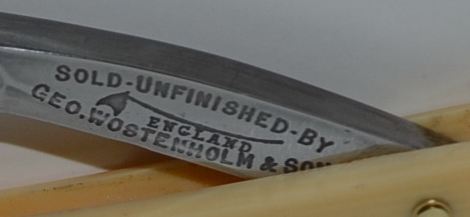 SOLD-UNFINISHED-BY
ENGLAND
GEO. WOSTENHOLM & SON